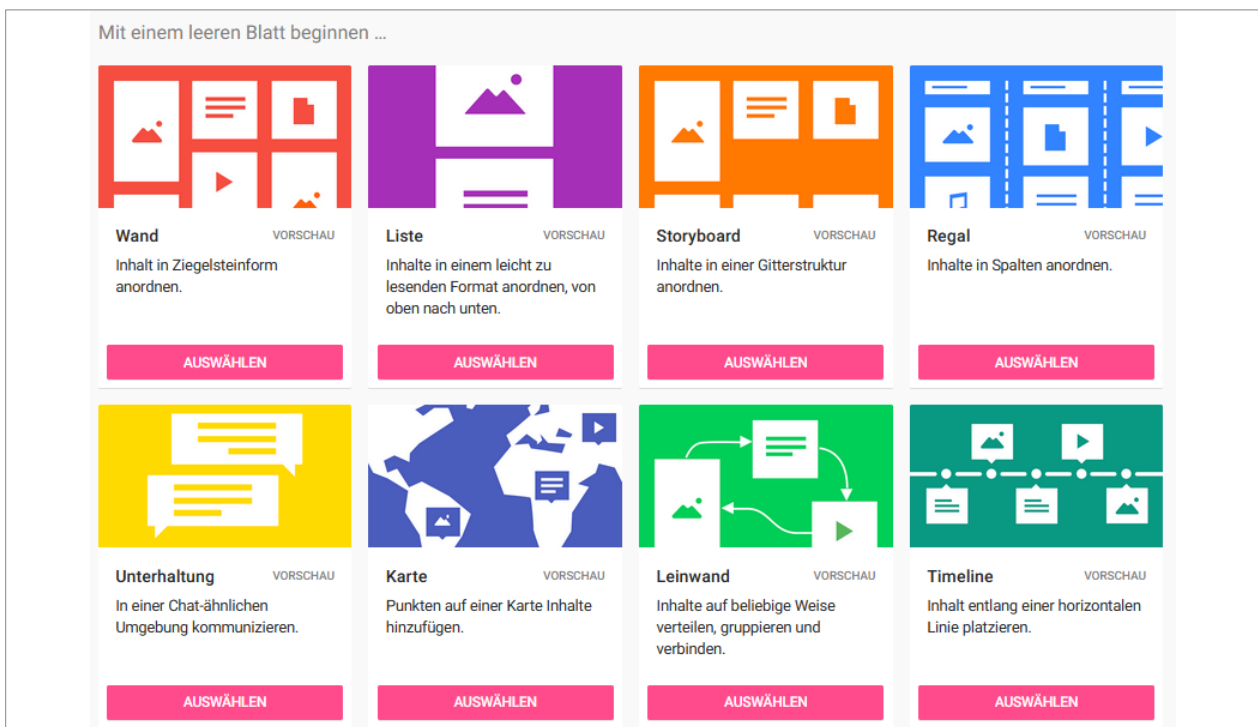 Mit einem leeren Blatt beginnen ...
Wand VORSCHAU
Inhalt in Ziegelsteinform
anordnen.
AUSWÄHLEN
Liste VORSCHAU
Inhalte in einem leicht zu
lesenden Format anordnen, von
oben nach unten.
AUSWÄHLEN
Storyboard VORSCHAU
Inhalte in einer Gitterstruktur
anordnen.
AUSWÄHLEN
Regal VORSCHAU
Inhalte in Spalten anordnen.
AUSWÄHLEN
Unterhaltung VORSCHAU
In einer Chat-ähnlichen
Umgebung kommunizieren.
AUSWÄHLEN
Karte VORSCHAU
Punkten auf einer Karte Inhalte
hinzufügen.
AUSWÄHLEN
Leinwand VORSCHAU
Inhalte auf beliebige Weise
verteilen, gruppieren und
verbinden.
AUSWÄHLEN
Timeline VORSCHAU
Inhalt entlang einer horizontalen
Linie platzieren.
AUSWÄHLEN